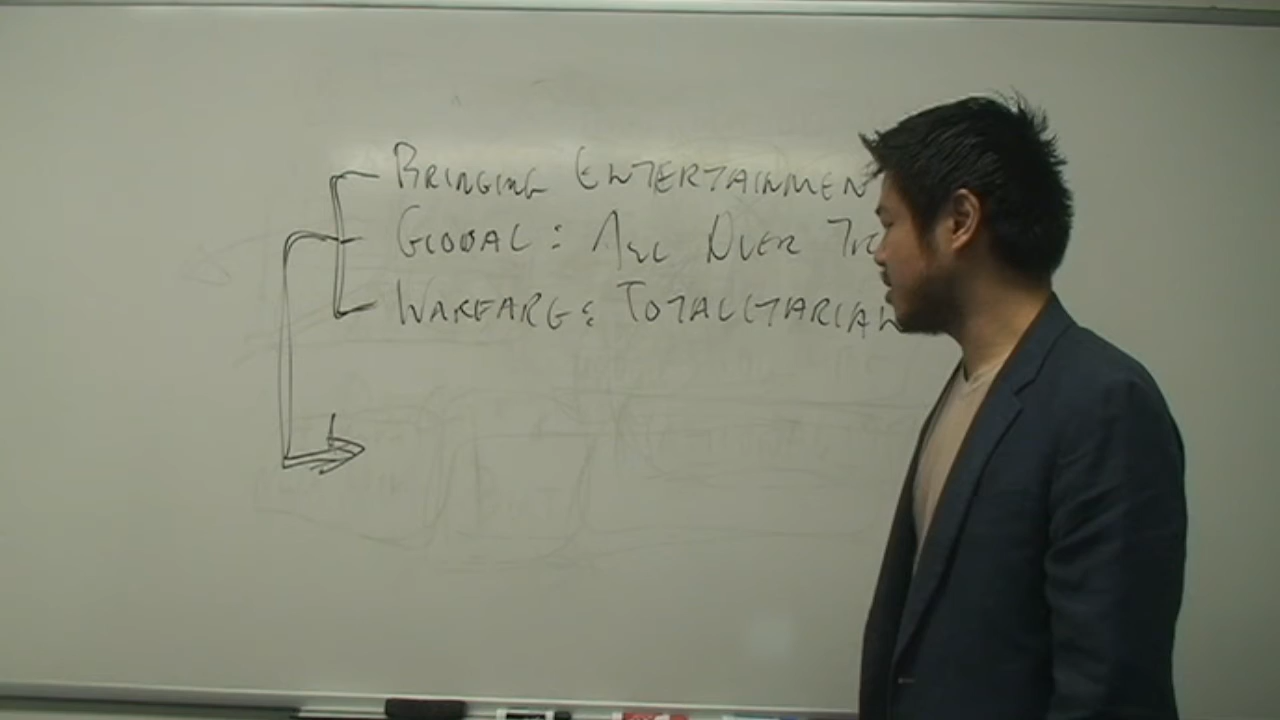 BRINGING ENTERTAINMEN
GLOBAL: ALL OVER
WARFARE & TOTALITARIAN